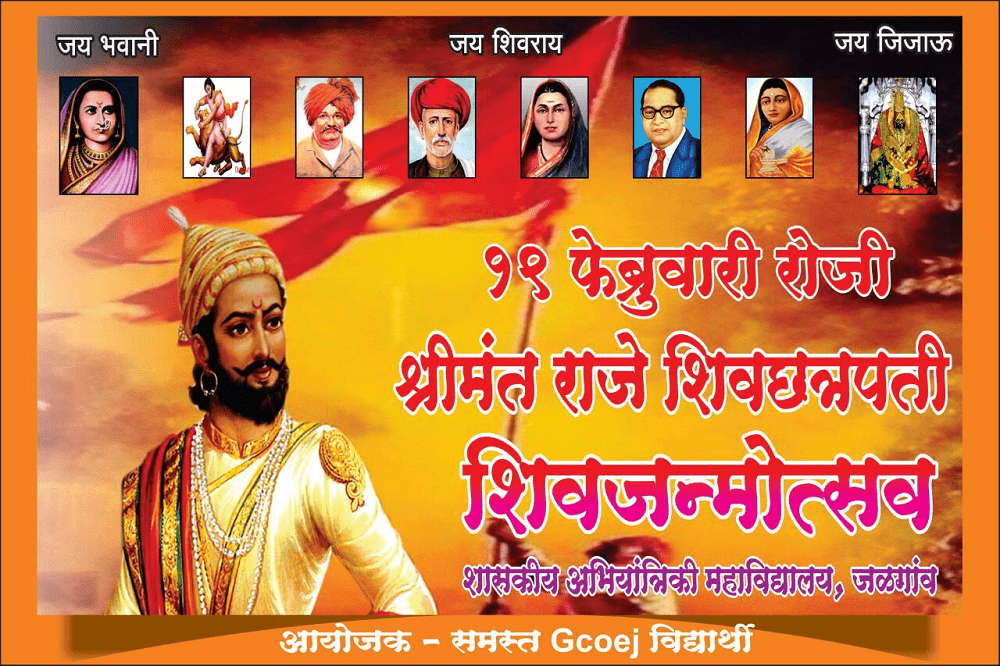 जय भवानी
जय शिवराय
जय जिजाऊ
१९ फेब्रुवारी रोजी
श्रीमंत राजे शिवछत्रपती
शिवजन्मोत्सव
शासकीय अभियांत्रिकी महाविद्यालय, जळगांव
आयोजक - समस्त Gcoej विद्यार्थी